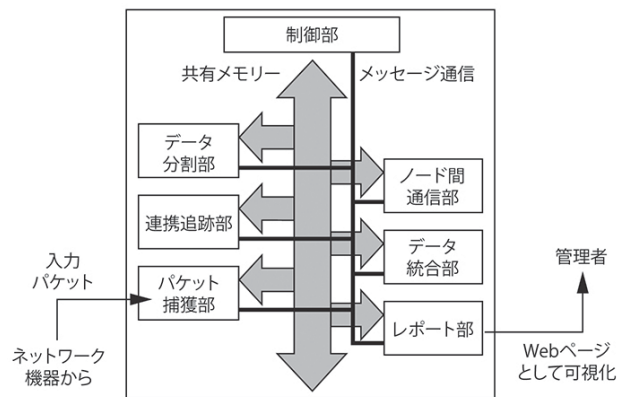 制御部
共有メモリー
メッセージ通信
データ
分割部
ノード間
通信部
連携追跡部
データ
統合部
入力
パケット
パケット
捕獲部
レポート部
管理者
ネットワーク
機器から
Webページ
として可視化